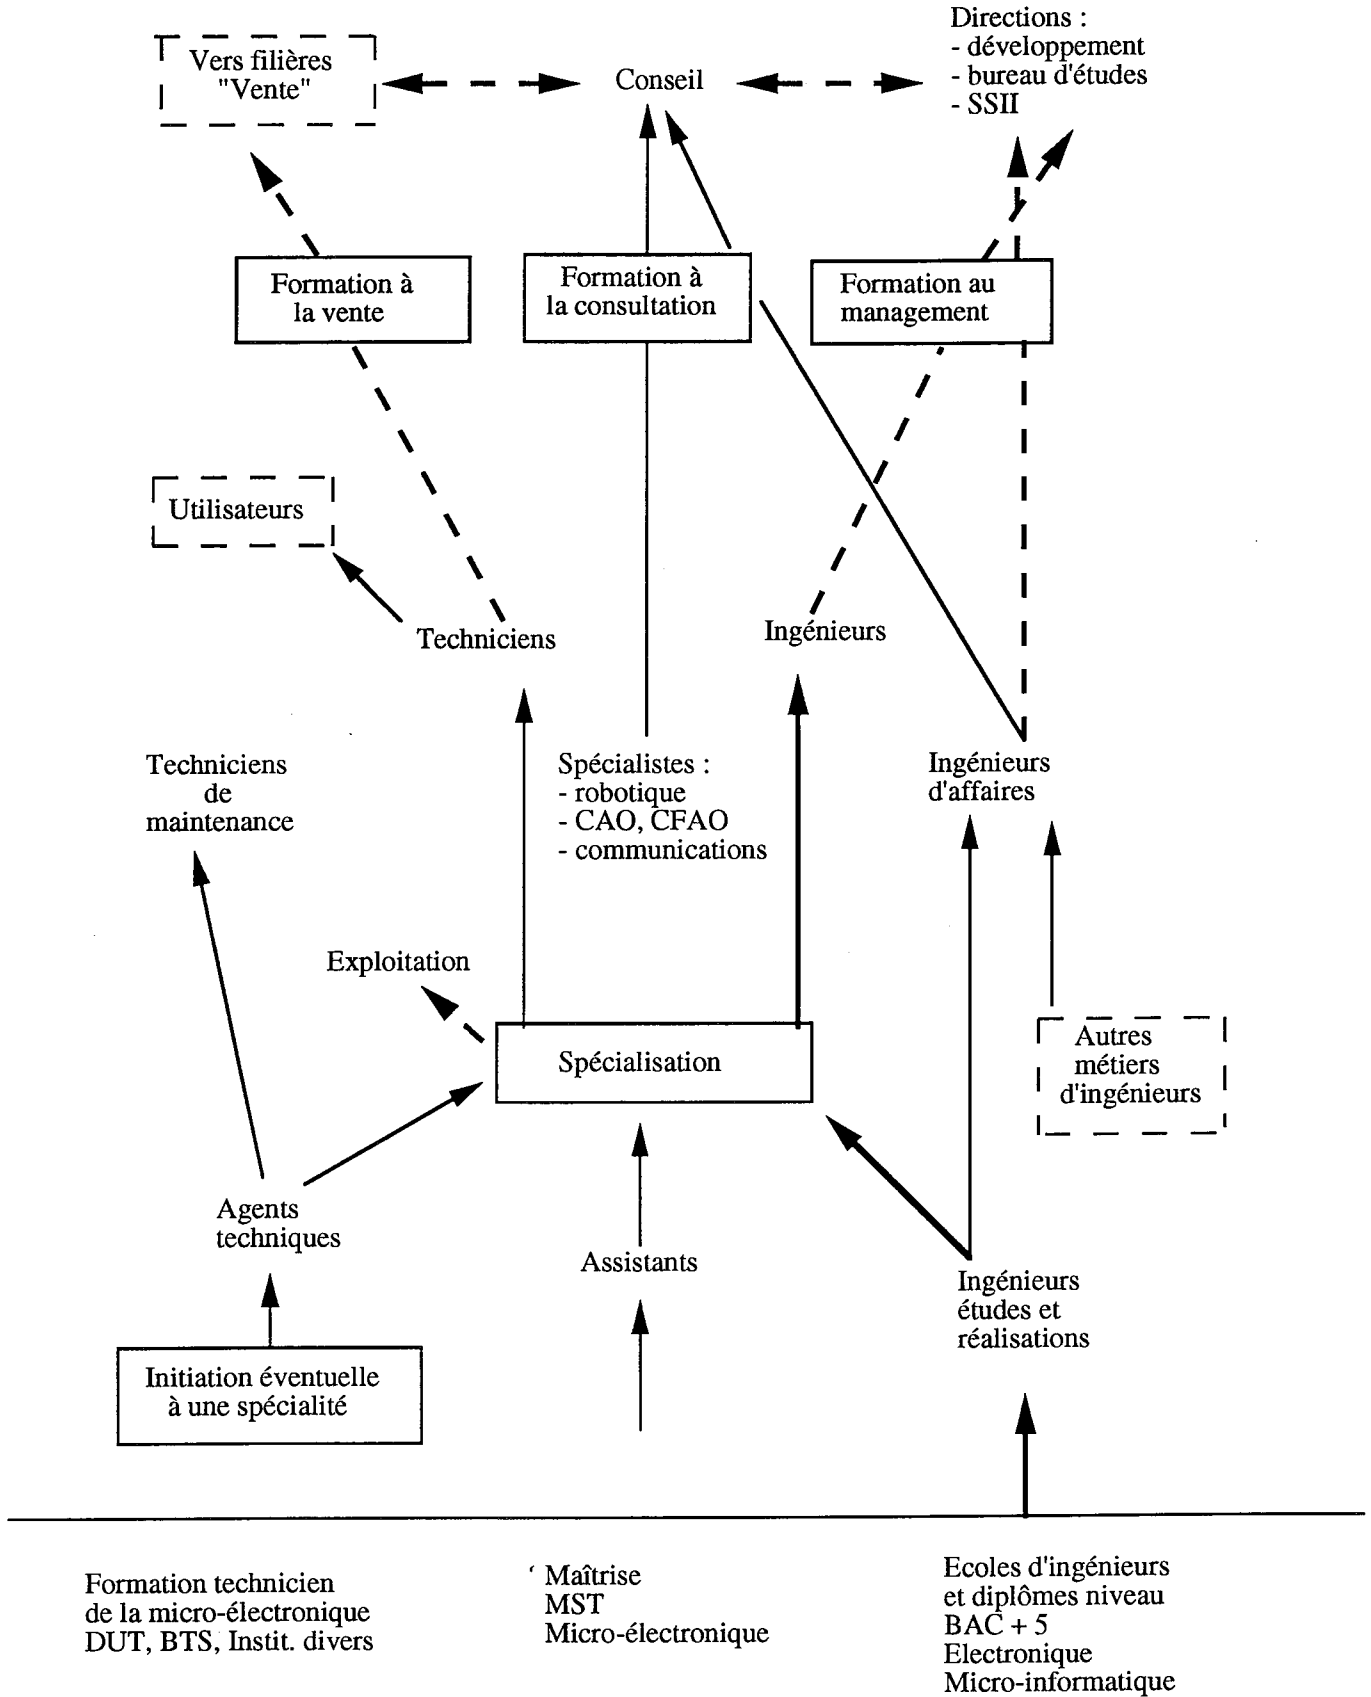 Vers filières
"Vente"
Conseil
Directions :
- développement
- bureau d'études
- SSII
Formation à
la vente
Formation à
la consultation
Formation au
management
Utilisateurs
Techniciens
Ingénieurs
Techniciens
de
maintenance
Spécialistes :
- robotique
- CAO, CFAO
- communications
Ingénieurs
d'affaires
Exploitation
Spécialisation
Autres
métiers
d'ingénieurs
Agents
techniques
Assistants
Ingénieurs
études et
réalisations
Initiation éventuelle
à une spécialité
Formation technicien
de la micro-électronique
DUT, BTS, Instit. divers
Maîtrise
MST
Micro-électronique
Ecoles d'ingénieurs
et diplômes niveau
BAC + 5
Electronique
Micro-informatique